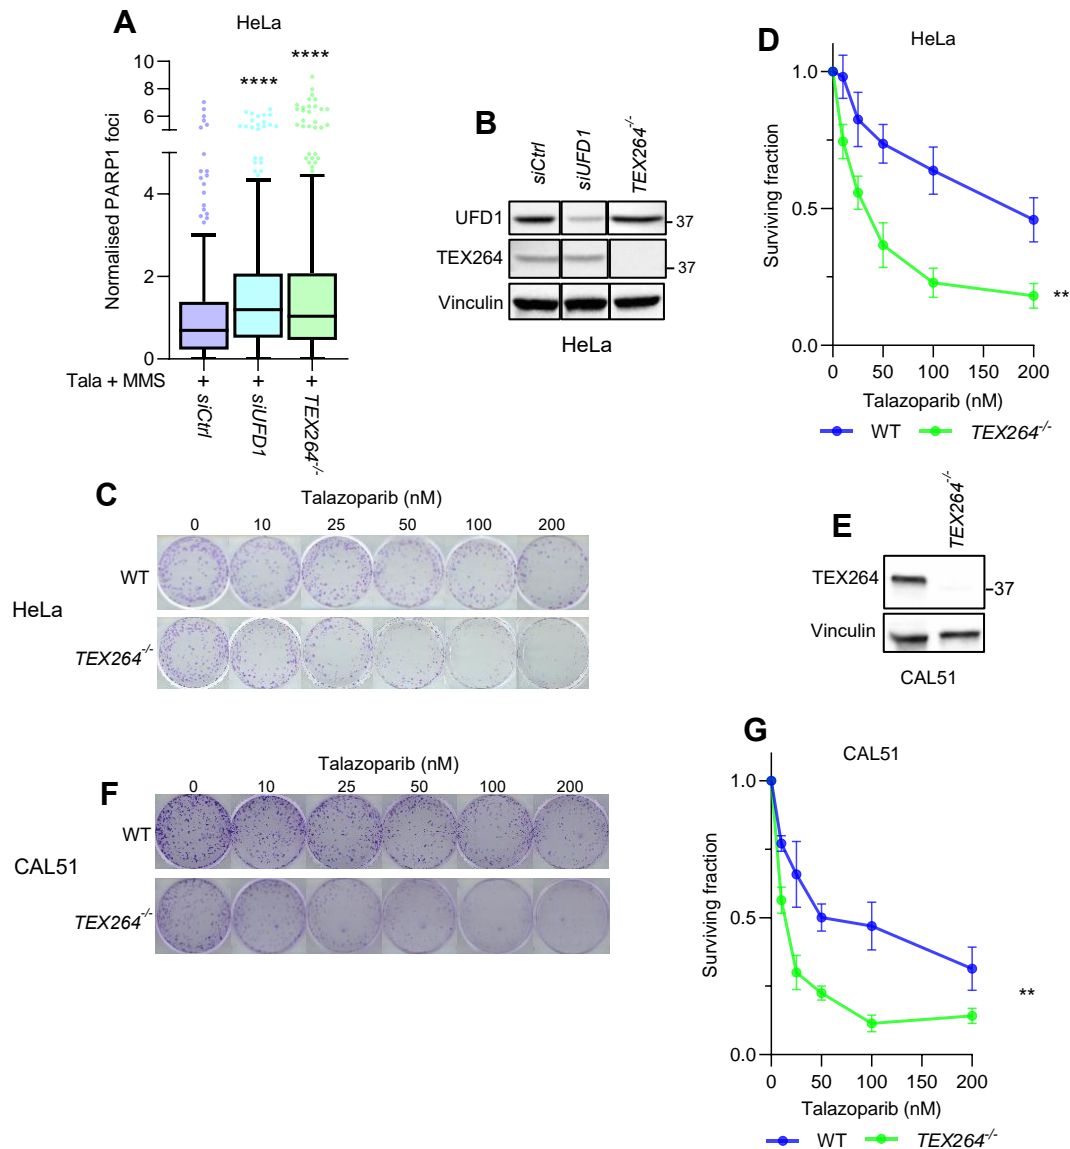 A
HeLa
****
****
Normalised PARP1 foci
10
8
6
4
2
0
Tala + MMS
+ + +
siCtrl
siUFD1
TEX264-/-
B
siCtrl
siUFD1
TEX264-/-
UFD1
37
TEX264
37
Vinculin
HeLa
D
HeLa
Surviving fraction
1.0
0.5
0.0
**
0 50 100 150 200
Talazoparib (nM)
WT TEX264-/-
C
Talazoparib (nM)
0 10 25 50 100 200
HeLa
WT
TEX264-/-
E
TEX264-/-
TEX264
37
Vinculin
CAL51
F
Talazoparib (nM)
0 10 25 50 100 200
CAL51
WT
TEX264-/-
G
CAL51
Surviving fraction
1.0
0.5
0.0
**
0 50 100 150 200
Talazoparib (nM)
WT TEX264-/-